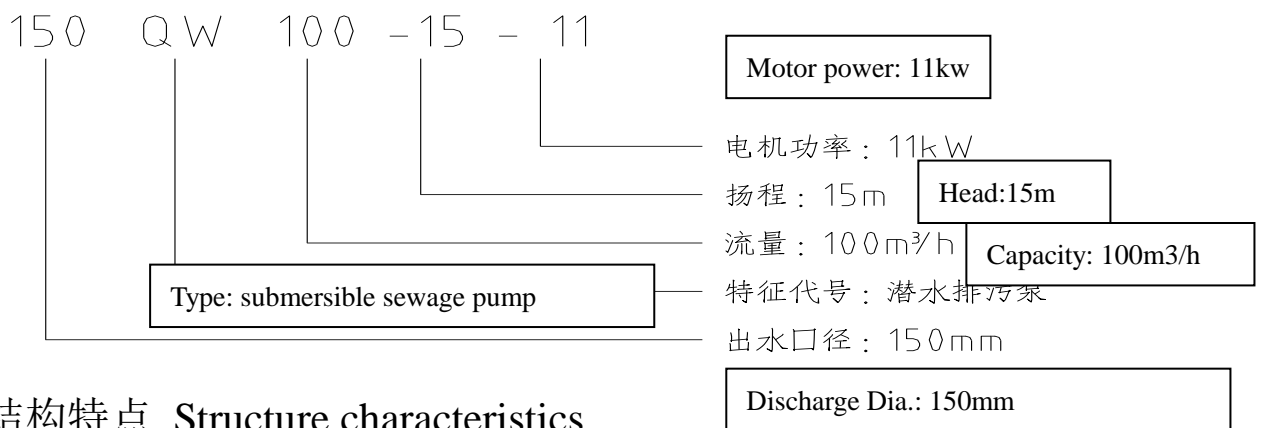 150 QW 100 -15 - 11
Motor power: 11kw
电机功率：11kW
扬程：15m
Head:15m
流量：100m³/h
Capacity: 100m3/h
Type: submersible sewage pump
特征代号：潜水排污泵
出水口径：150mm
Discharge Dia.: 150mm
结构特点 Structure characteristics